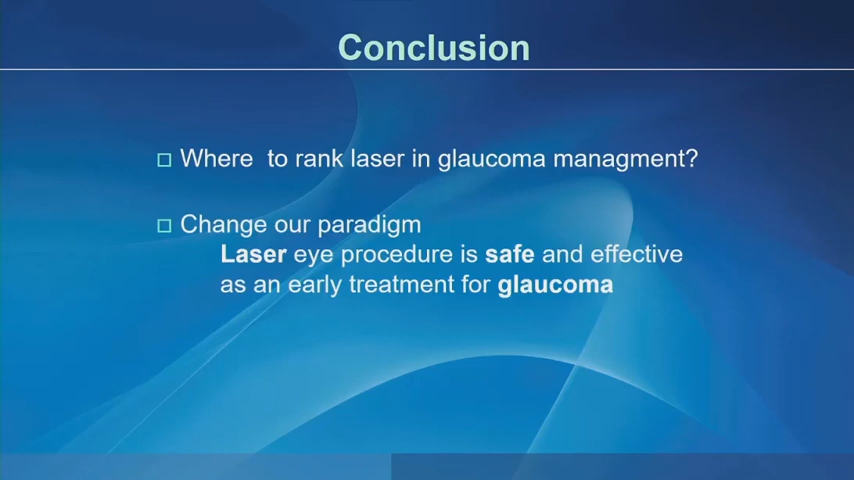 Conclusion
Where  to rank laser in glaucoma managment?
Change our paradigm
Laser eye procedure is safe and effective
as an early treatment for glaucoma